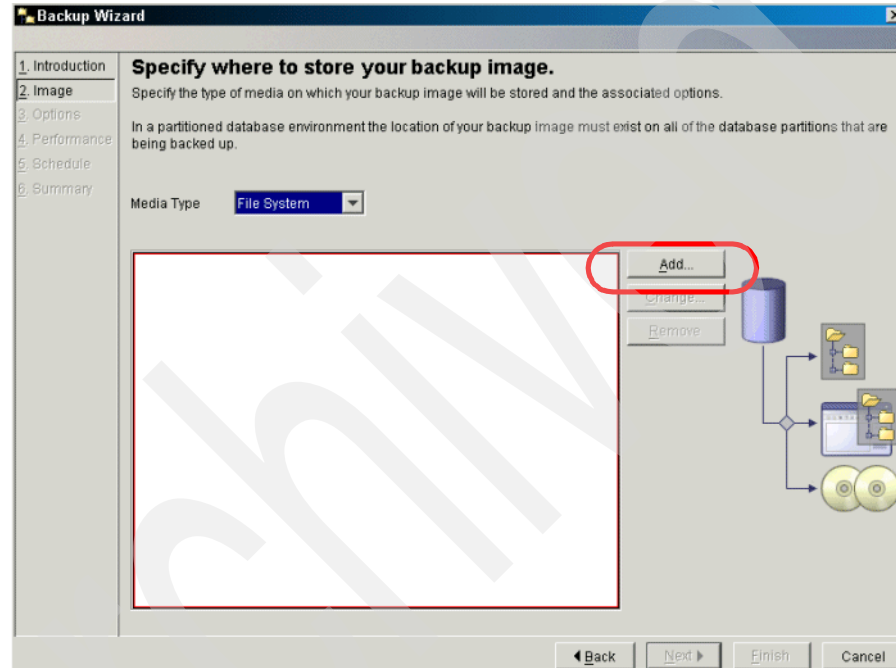 Backup Wizard
1. Introduction
2. Image
3. Options
4. Performance
5. Schedule
6. Summary
Specify where to store your backup image.
Specify the type of media on which your backup image will be stored and the associated options.
In a partitioned database environment the location of your backup image must exist on all of the database partitions that are
being backed up.
Media Type
File System
Add...
Change...
Remove
Back
Next
Finish
Cancel